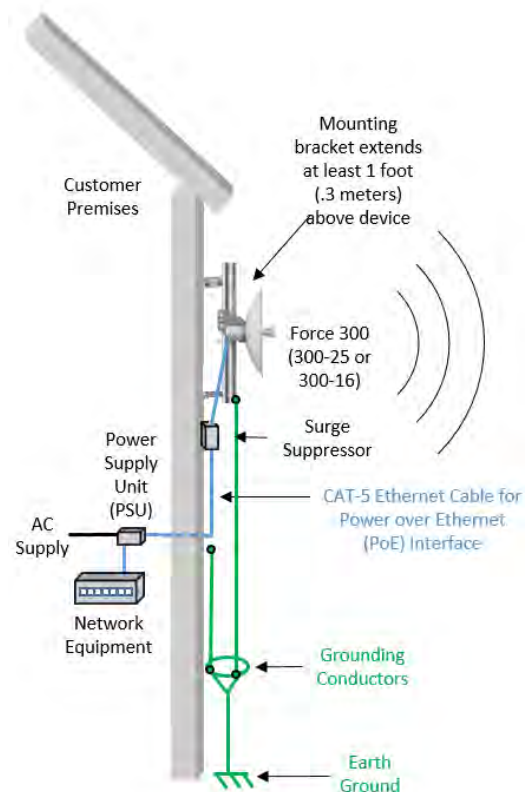 Mounting
bracket extends
at least 1 foot
(.3 meters)
above device
Customer
Premises
Force 300
(300-25 or
300-16)
Surge
Suppressor
Power
Supply
Unit
(PSU)
CAT-5 Ethernet Cable for
Power over Ethernet
(PoE) Interface
AC
Supply
Network
Equipment
Grounding
Conductors
Earth
Ground